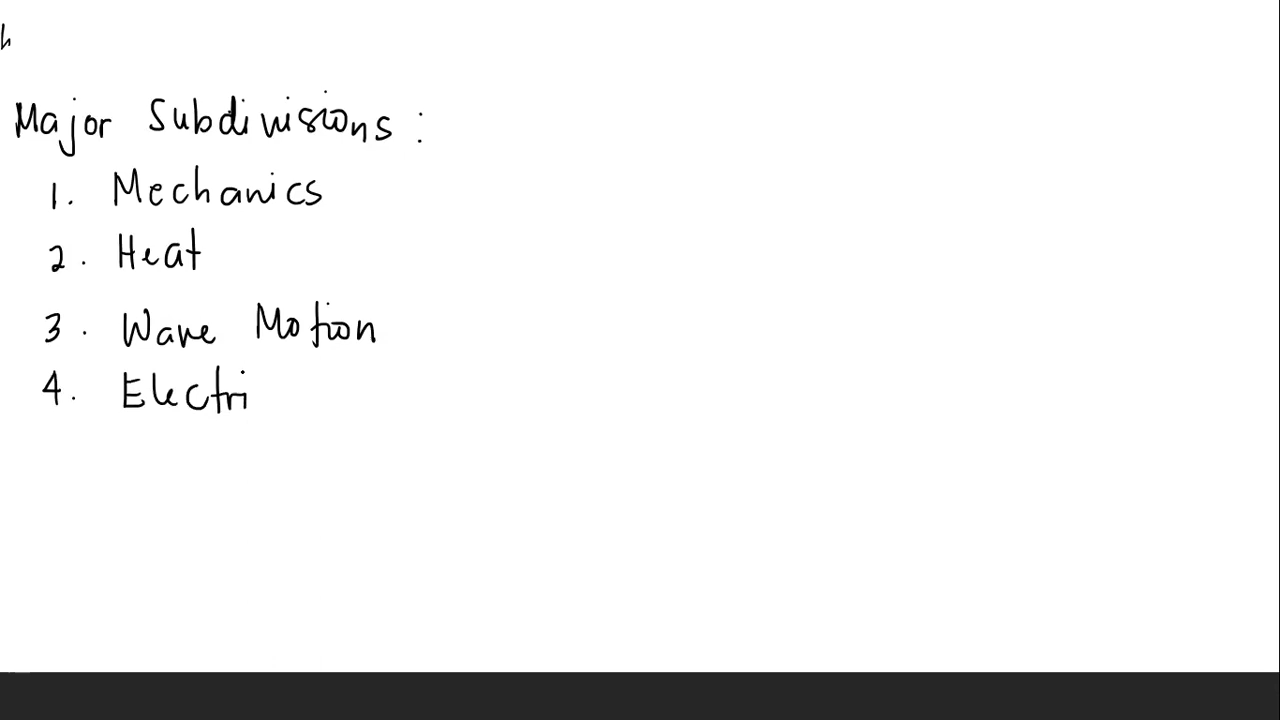 Major Subdivisions :
1. Mechanics
2. Heat
3. Wave Motion
4. Electri